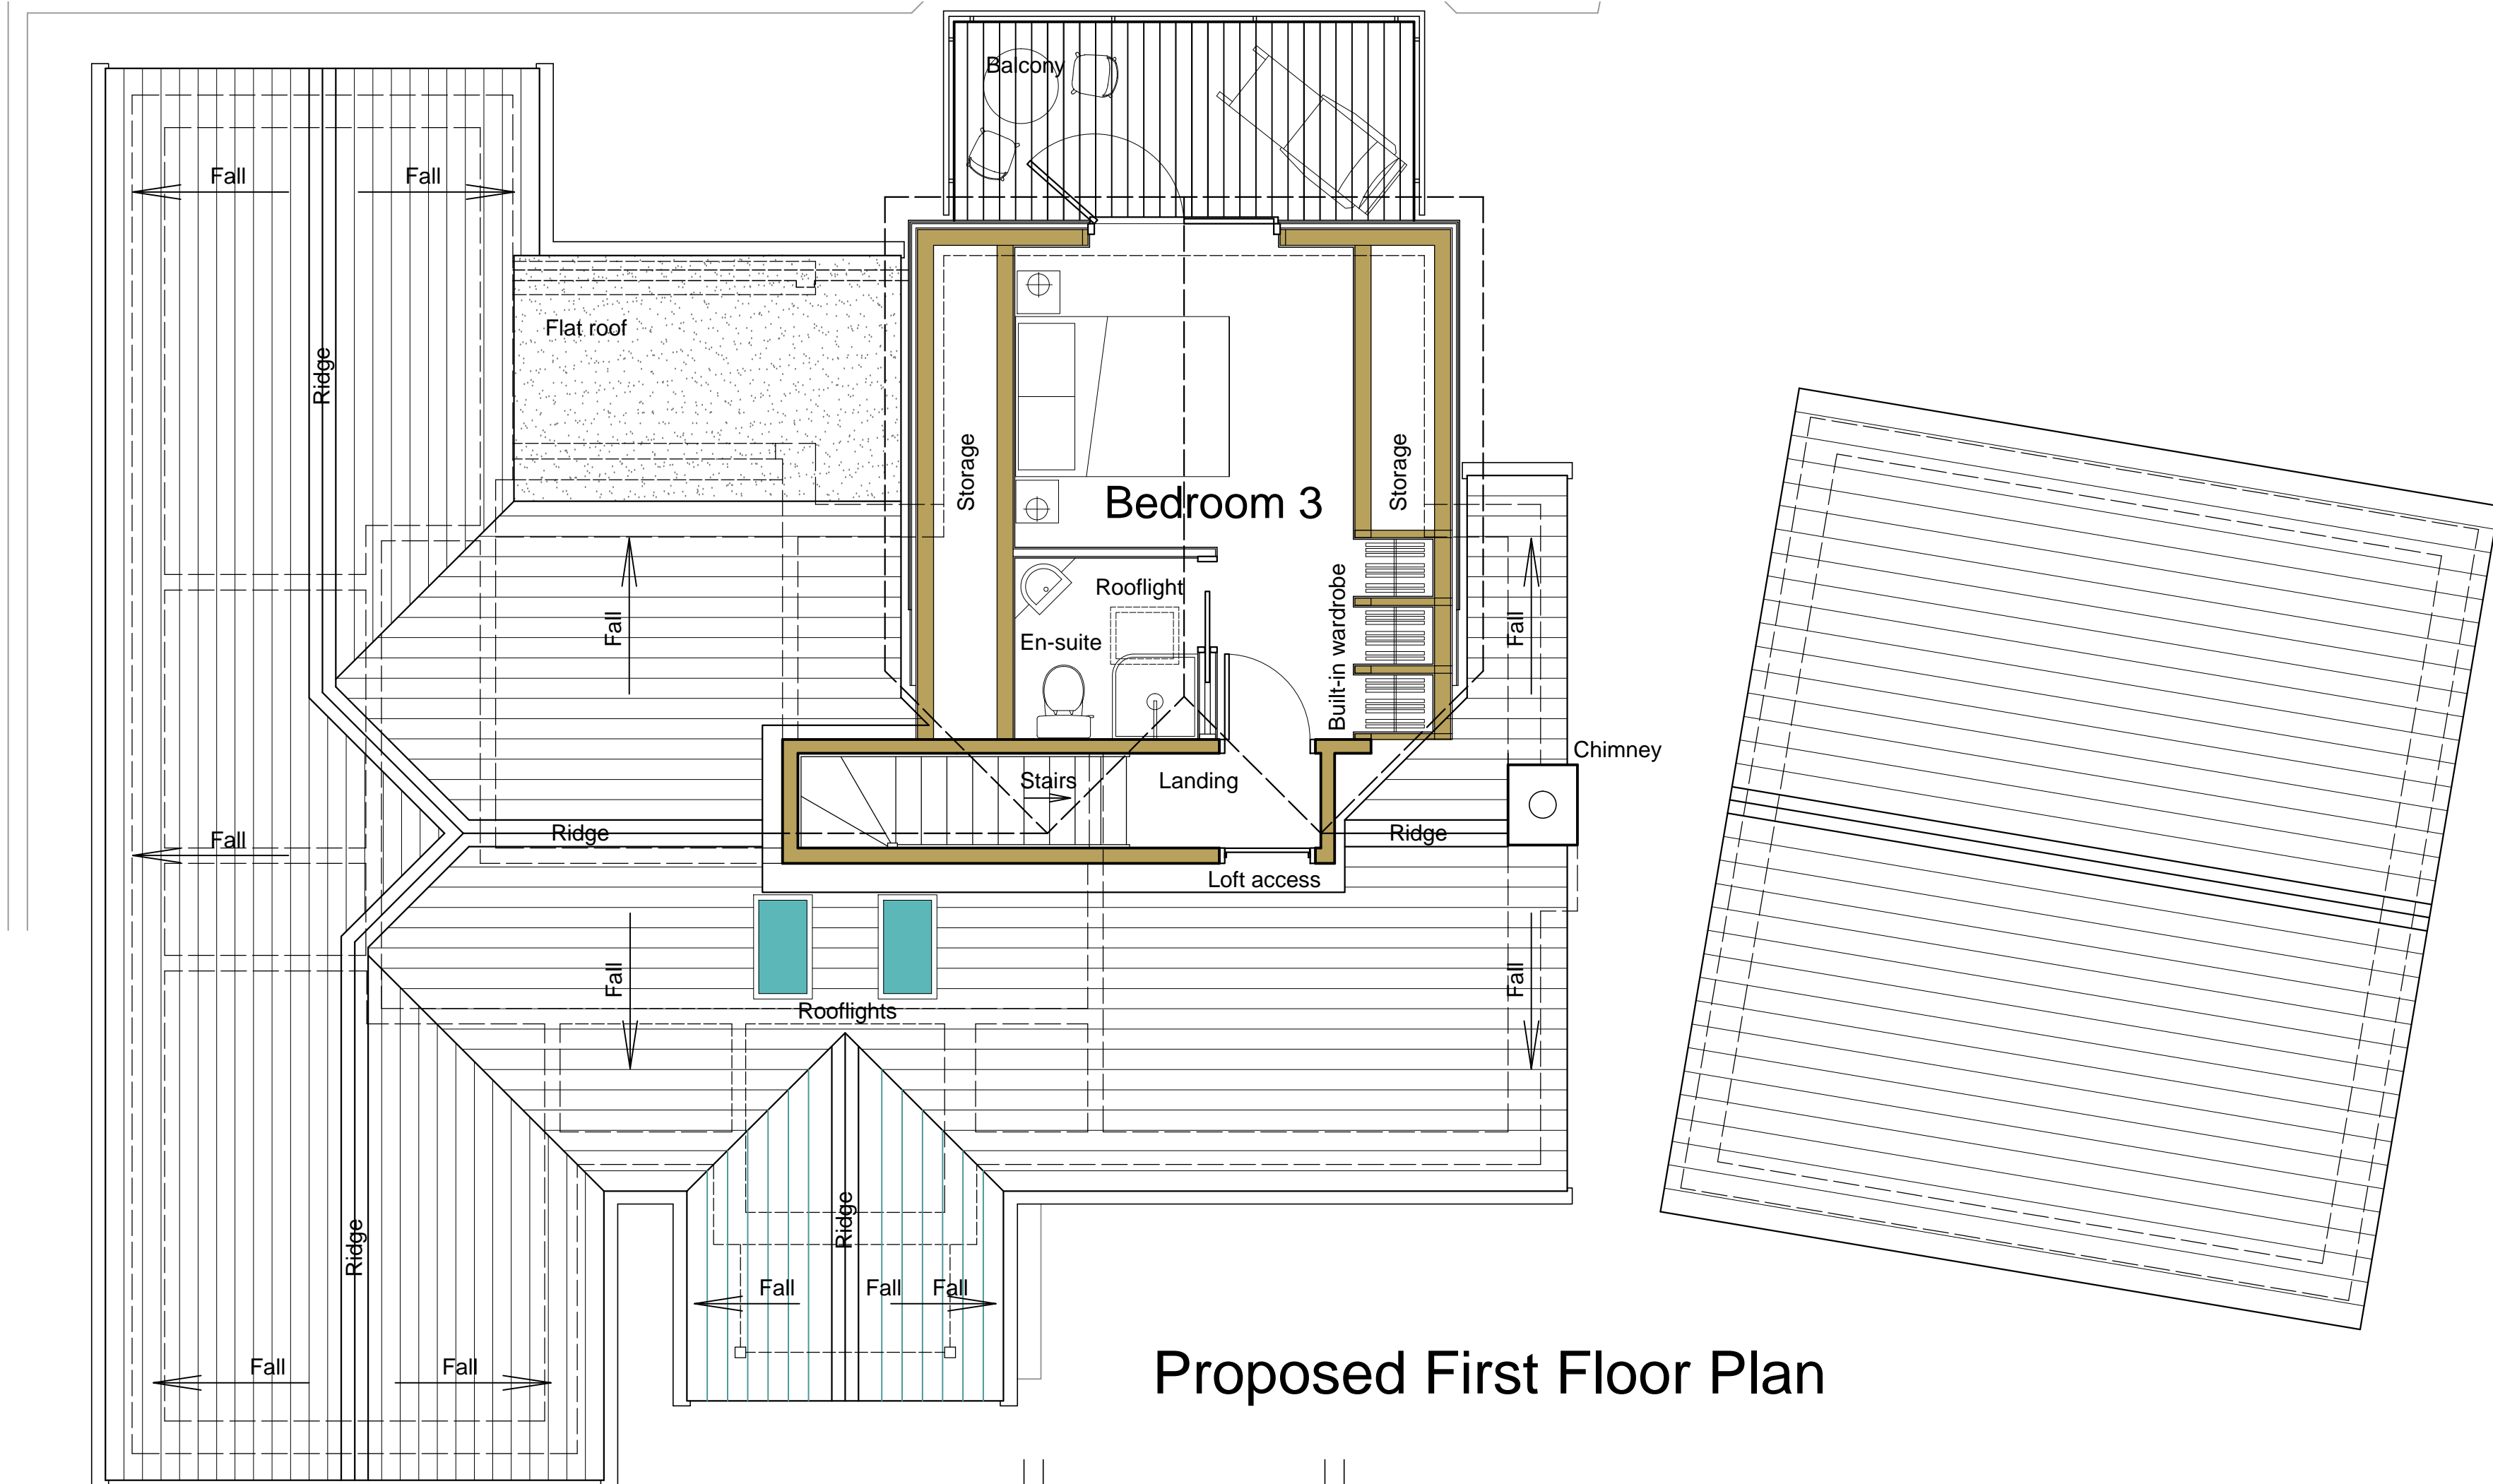 Balcony
Fall
Fall
Flat roof
Ridge
Storage
Bedroom 3
Storage
Rooflight
En-suite
Built-in wardrobe
Fall
Fall
Chimney
Stairs
Landing
Fall
Ridge
Ridge
Loft access
Fall
Fall
Rooflights
Ridge
Ridge
Fall
Fall
Fall
Fall
Fall
Proposed First Floor Plan